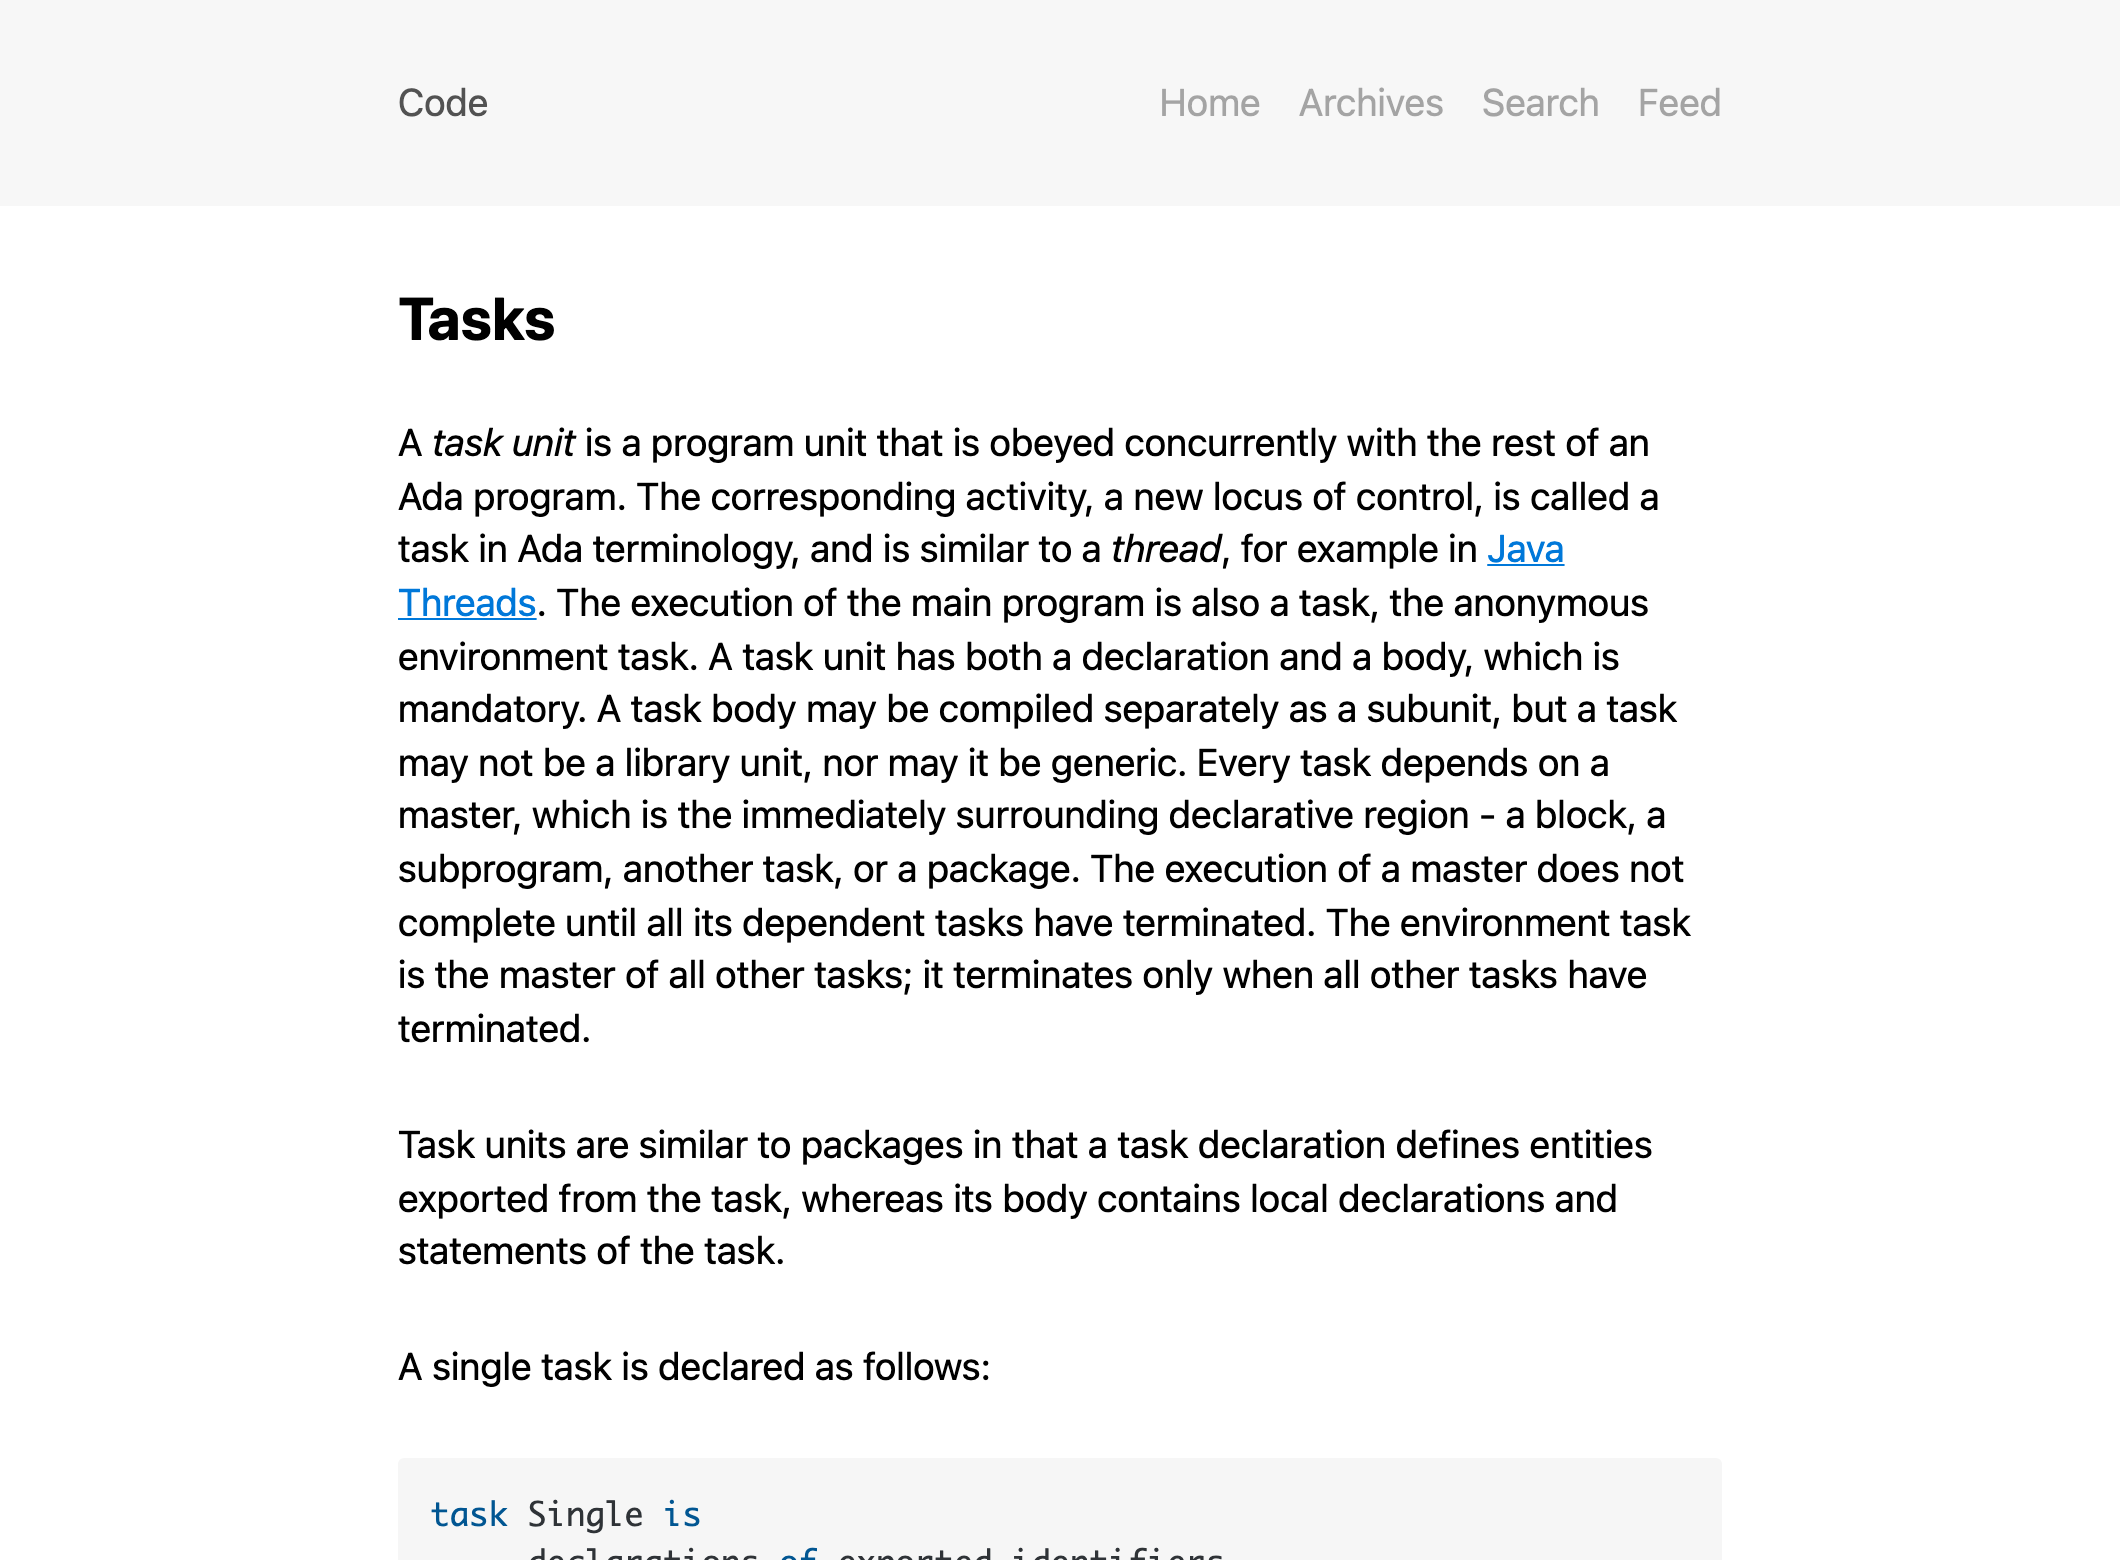 Code
Home Archives Search Feed
Tasks
A task unit is a program unit that is obeyed concurrently with the rest of an
Ada program. The corresponding activity, a new locus of control, is called a
task in Ada terminology, and is similar to a thread, for example in Java
Threads. The execution of the main program is also a task, the anonymous
environment task. A task unit has both a declaration and a body, which is
mandatory. A task body may be compiled separately as a subunit, but a task
may not be a library unit, nor may it be generic. Every task depends on a
master, which is the immediately surrounding declarative region - a block, a
subprogram, another task, or a package. The execution of a master does not
complete until all its dependent tasks have terminated. The environment task
is the master of all other tasks; it terminates only when all other tasks have
terminated.
Task units are similar to packages in that a task declaration defines entities
exported from the task, whereas its body contains local declarations and
statements of the task.
A single task is declared as follows:
task Single is
declarations of exported identifiers